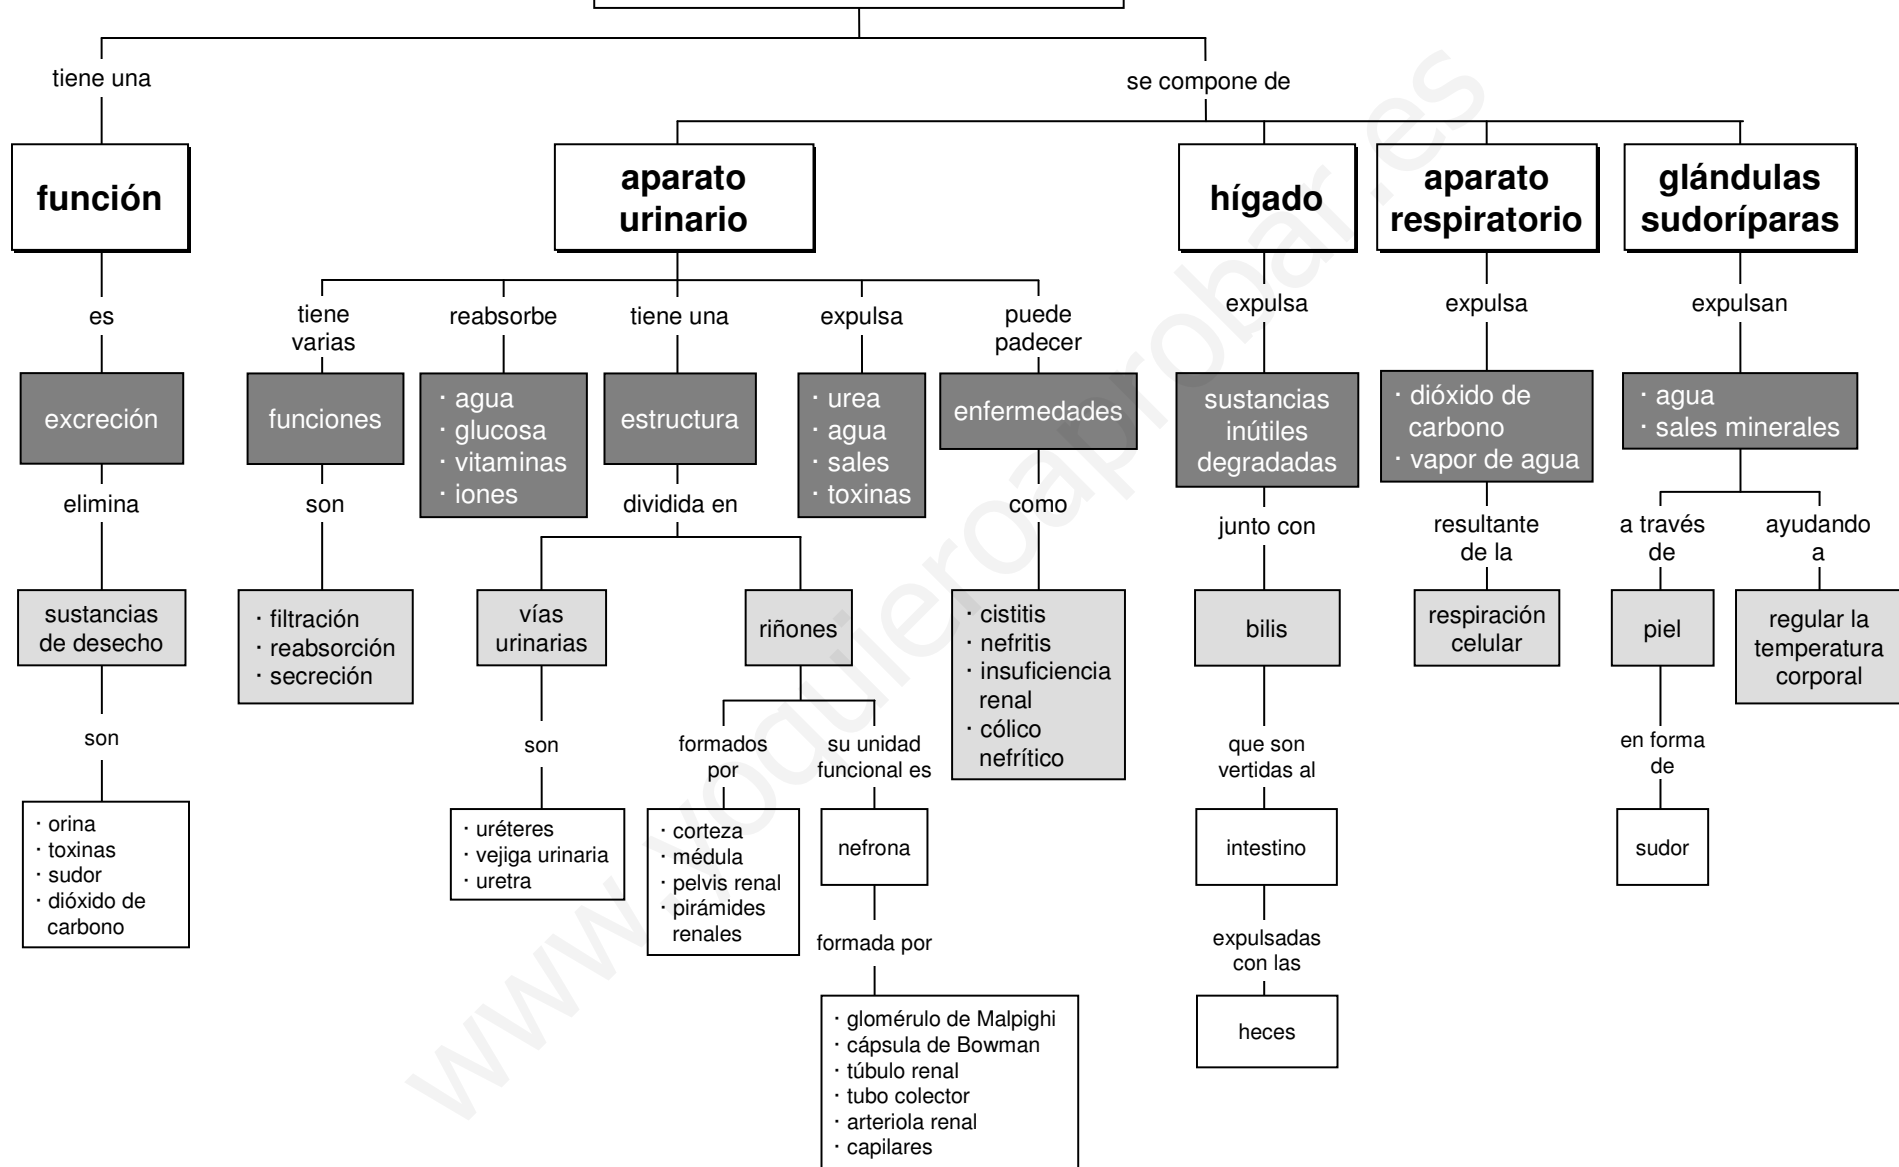 tiene una
se compone de
función
aparato
urinario
hígado
aparato
respiratorio
glándulas
sudoríparas
es
tiene
varias
reabsorbe
tiene una
expulsa
puede
padecer
expulsa
expulsa
expulsan
excreción
funciones
· agua
· glucosa
· vitaminas
· iones
estructura
· urea
· agua
· sales
· toxinas
enfermedades
sustancias
inútiles
degradadas
· dióxido de
carbono
· vapor de agua
· agua
· sales minerales
elimina
son
dividida en
como
junto con
resultante
de la
a través
de
ayudando
a
sustancias
de desecho
· filtración
· reabsorción
· secreción
vías
urinarias
riñones
· cistitis
· nefritis
· insuficiencia
renal
· cólico
nefrítico
bilis
respiración
celular
piel
regular la
temperatura
corporal
son
son
formados
por
su unidad
funcional es
que son
vertidas al
en forma
de
· orina
· toxinas
· sudor
· dióxido de
carbono
· uréteres
· vejiga urinaria
· uretra
· corteza
· médula
· pelvis renal
· pirámides
renales
nefrona
intestino
sudor
formada por
expulsadas
con las
· glomérulo de Malpighi
· cápsula de Bowman
· túbulo renal
· tubo colector
· arteriola renal
· capilares
heces
www.yoquieroaprobar.es